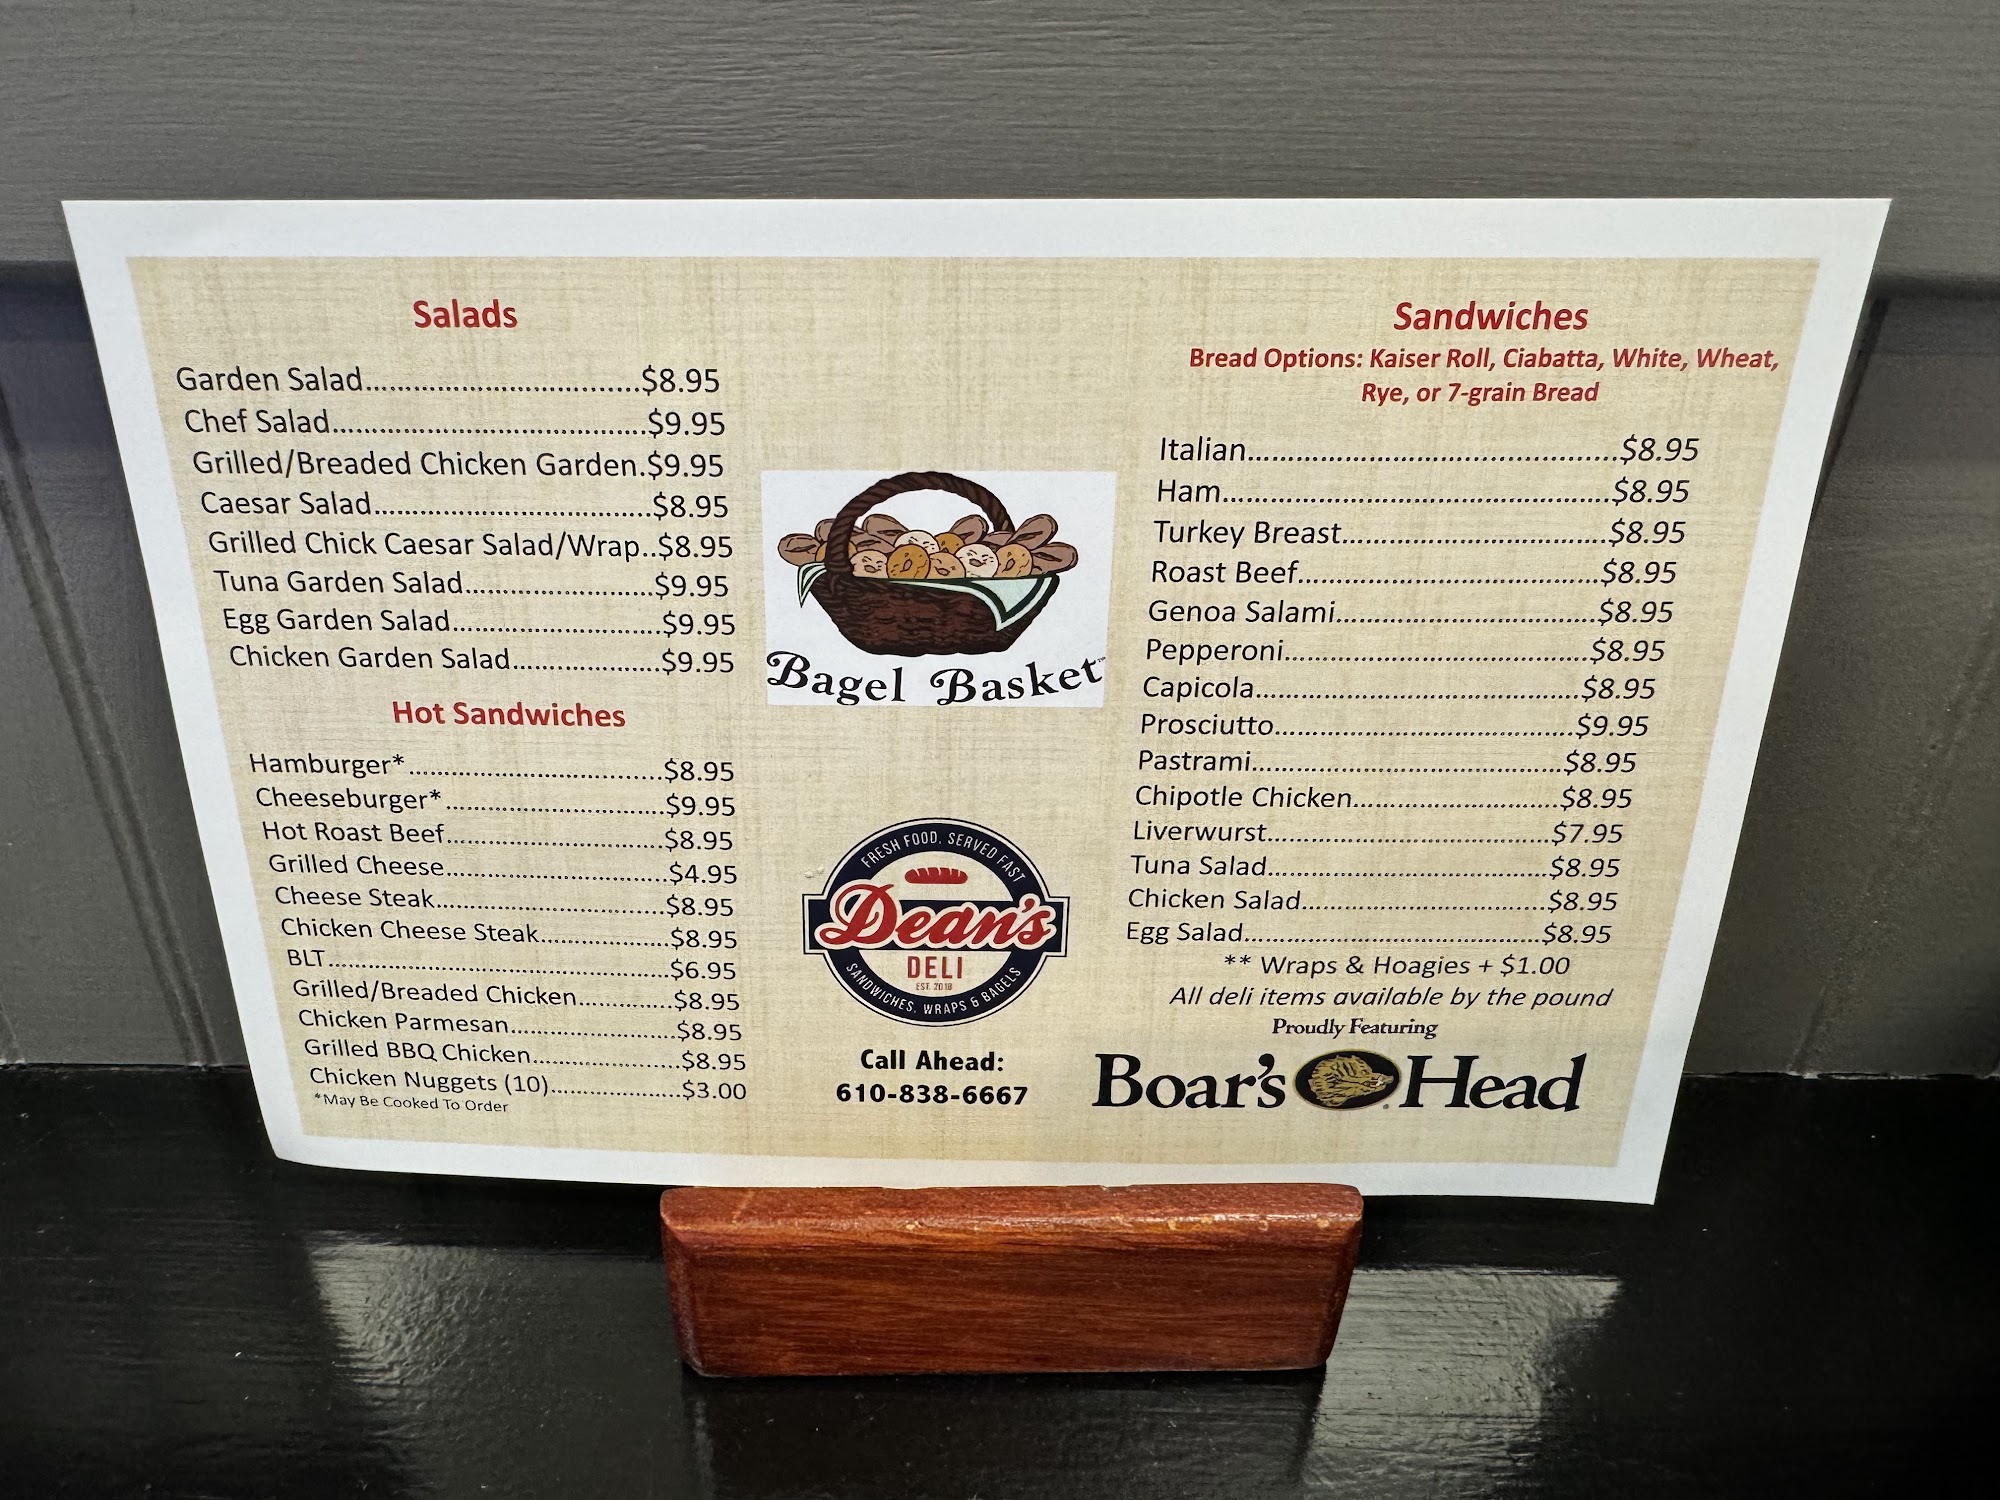 Salads
Garden Salad..................................$8.95
Chef Salad.......................................$9.95
Grilled/Breaded Chicken Garden.$9.95
Caesar Salad...................................$8.95
Grilled Chick Caesar Salad/Wrap..$8.95
Tuna Garden Salad........................$9.95
Egg Garden Salad...........................$9.95
Chicken Garden Salad...................$9.95
Hot Sandwiches
Hamburger*..................................$8.95
Cheeseburger*..............................$9.95
Hot Roast Beef..............................$8.95
Grilled Cheese...............................$4.95
Cheese Steak................................$8.95
Chicken Cheese Steak..................$8.95
BLT................................................$6.95
Grilled/Breaded Chicken.............$8.95
Chicken Parmesan.......................$8.95
Grilled BBQ Chicken.....................$8.95
Chicken Nuggets (10)...................$3.00
*May Be Cooked To Order
Bagel Basket™
FRESH FOOD. SERVED FAST
Dean's
DELI
EST. 2018
SANDWICHES, WRAPS & BAGELS
Call Ahead:
610-838-6667
Sandwiches
Bread Options: Kaiser Roll, Ciabatta, White, Wheat,
Rye, or 7-grain Bread
Italian..............................................$8.95
Ham................................................$8.95
Turkey Breast.................................$8.95
Roast Beef......................................$8.95
Genoa Salami.................................$8.95
Pepperoni.......................................$8.95
Capicola..........................................$8.95
Prosciutto.......................................$9.95
Pastrami.........................................$8.95
Chipotle Chicken............................$8.95
Liverwurst......................................$7.95
Tuna Salad.....................................$8.95
Chicken Salad.................................$8.95
Egg Salad.......................................$8.95
** Wraps & Hoagies + $1.00
All deli items available by the pound
Proudly Featuring
Boar's Head